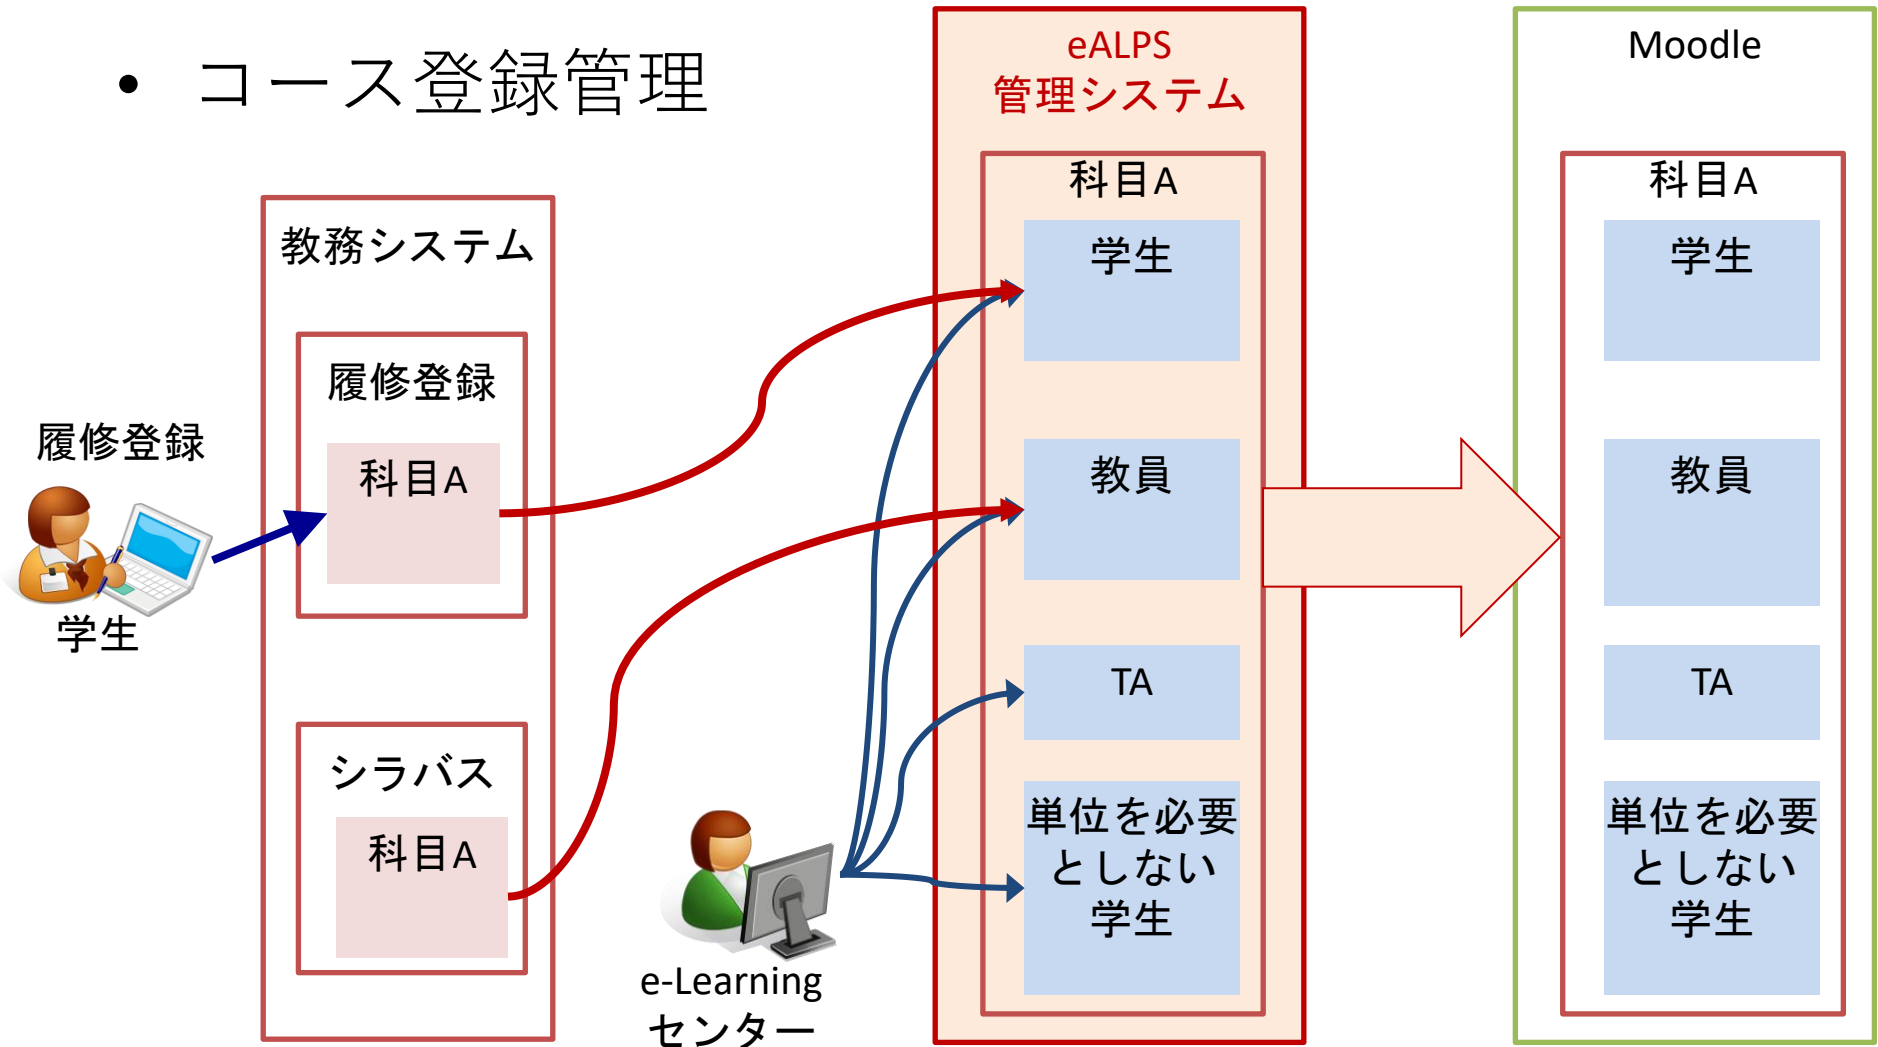 • コース登録管理
履修登録
学生
教務システム
履修登録
科目A
シラバス
科目A
e-Learning
センター
eALPS
管理システム
科目A
学生
教員
TA
単位を必要
としない
学生
Moodle
科目A
学生
教員
TA
単位を必要
としない
学生